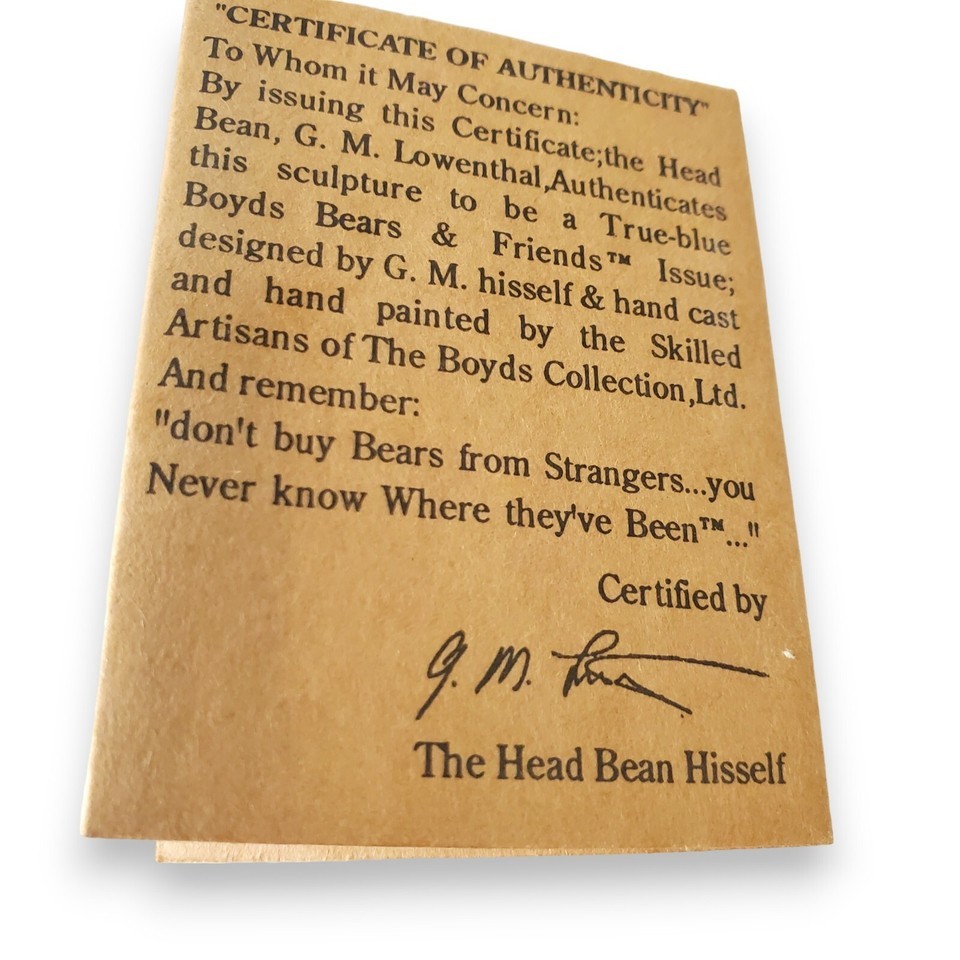 "CERTIFICATE OF AUTHENTICITY"
To Whom it May Concern:
By issuing this Certificate;the Head
Bean, G. M. Lowenthal,Authenticates
this sculpture to be a True-blue
Boyds Bears & Friends™ Issue;
designed by G. M. hisself & hand cast
and hand painted by the Skilled
Artisans of The Boyds Collection,Ltd.
And remember:
"don't buy Bears from Strangers...you
Never know Where they've Been™..."
Certified by
G. M.
The Head Bean Hisself